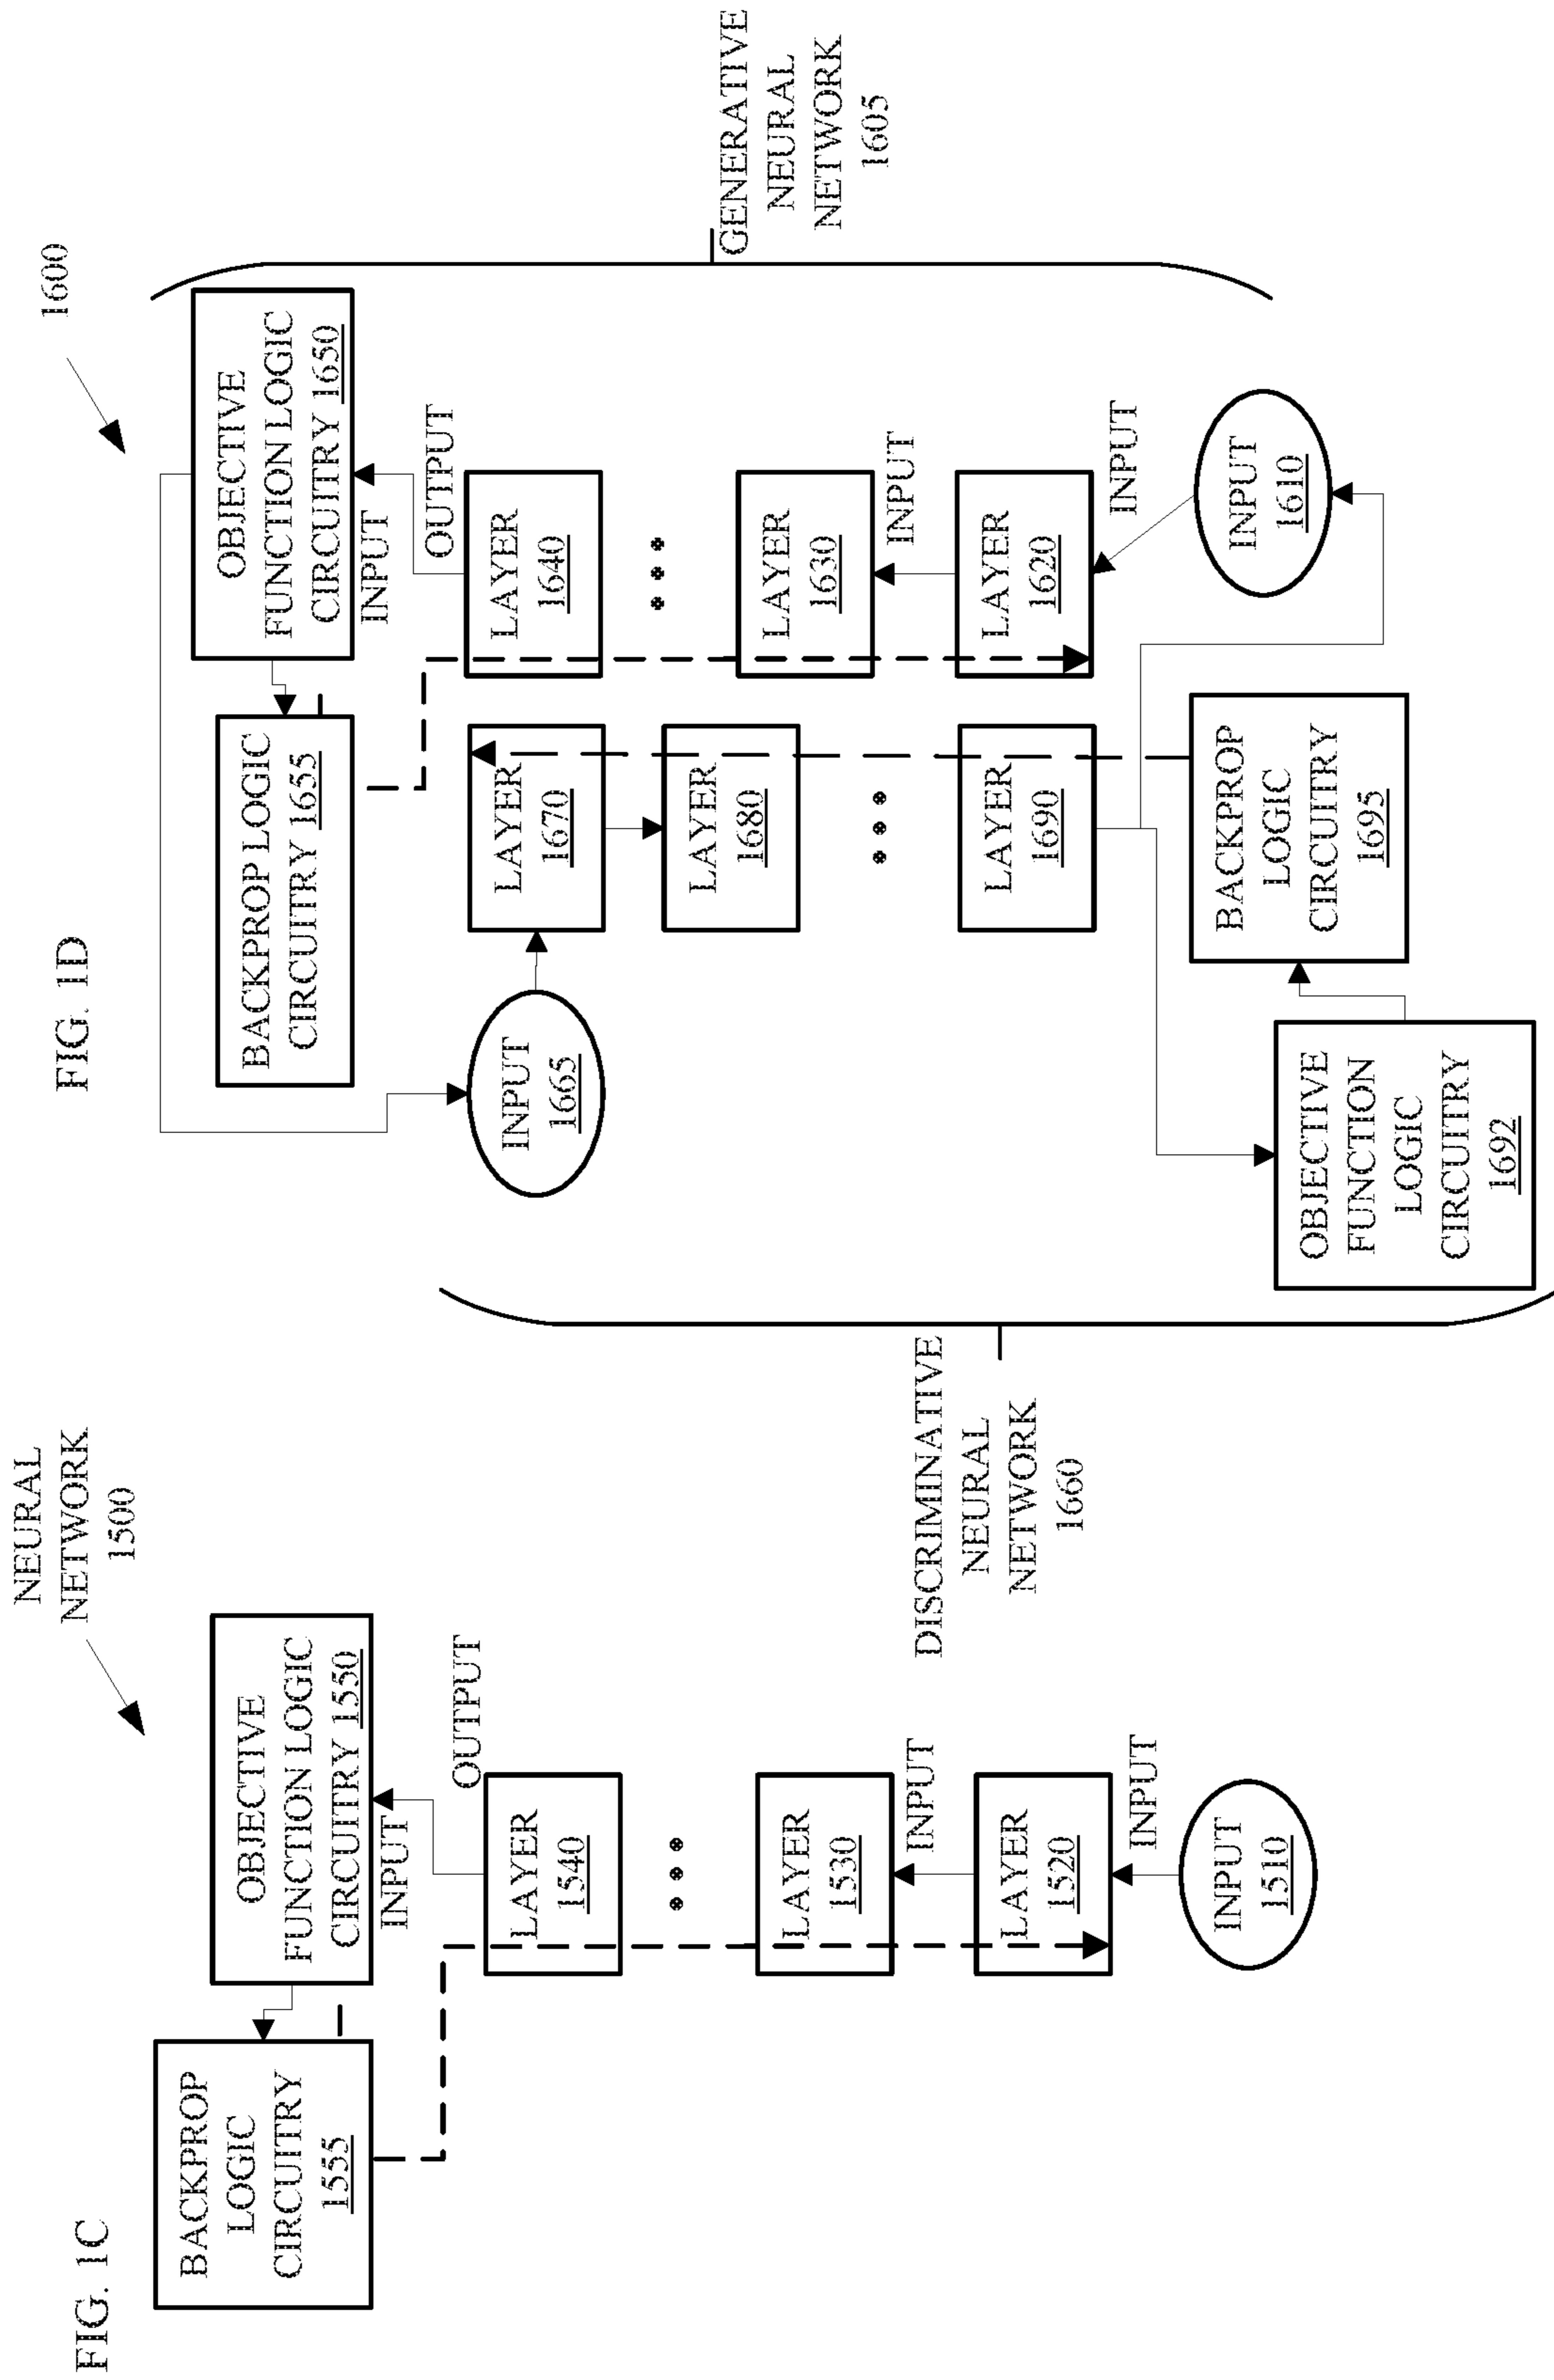 FIG. 1C
NEURAL
NETWORK
1500
BACKPROP
LOGIC
CIRCUITRY
1555
OBJECTIVE
FUNCTION LOGIC
CIRCUITRY 1550
INPUT
OUTPUT
LAYER
1540
LAYER
1530
INPUT
LAYER
1520
INPUT
INPUT
1510
FIG. 1D
1600
BACKPROP LOGIC
CIRCUITRY 1655
OBJECTIVE
FUNCTION LOGIC
CIRCUITRY 1650
INPUT
OUTPUT
INPUT
1665
LAYER
1670
LAYER
1640
LAYER
1680
LAYER
1630
INPUT
LAYER
1690
LAYER
1620
INPUT
BACKPROP
LOGIC
CIRCUITRY
1695
INPUT
1610
OBJECTIVE
FUNCTION
LOGIC
CIRCUITRY
1692
DISCRIMINATIVE
NEURAL
NETWORK
1660
GENERATIVE
NEURAL
NETWORK
1605